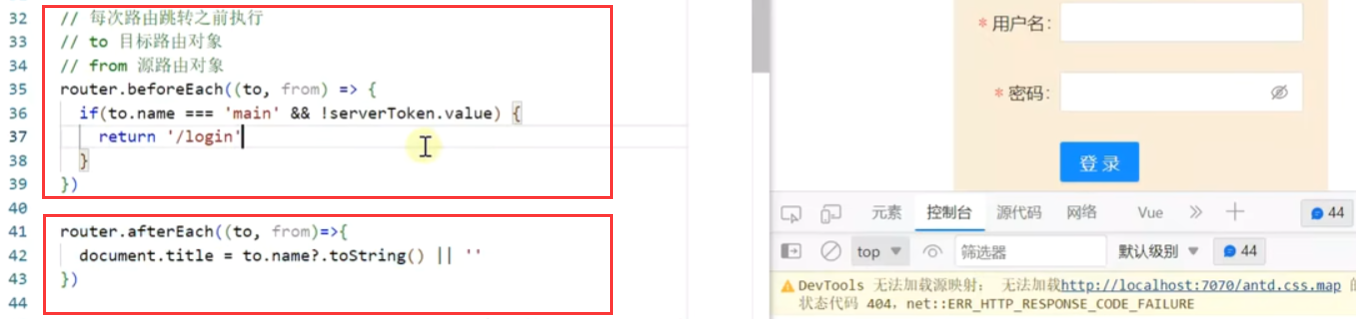 32 // 每次路由跳转之前执行
33 // to 目标路由对象
34 // from 源路由对象
35 router.beforeEach((to, from) => {
36 if(to.name === 'main' && !serverToken.value) {
37 return '/login'
38 }
39 })
40
41 router.afterEach((to, from)=>{
42 document.title = to.name?.toString() || ''
43 })
44
* 用户名:
* 密码:
登 录
元素 控制台 源代码 网络 Vue 44
top 筛选器 默认级别 44
DevTools 无法加载源映射: 无法加载http://localhost:7070/antd.css.map 的
状态代码 404, net::ERR_HTTP_RESPONSE_CODE_FAILURE